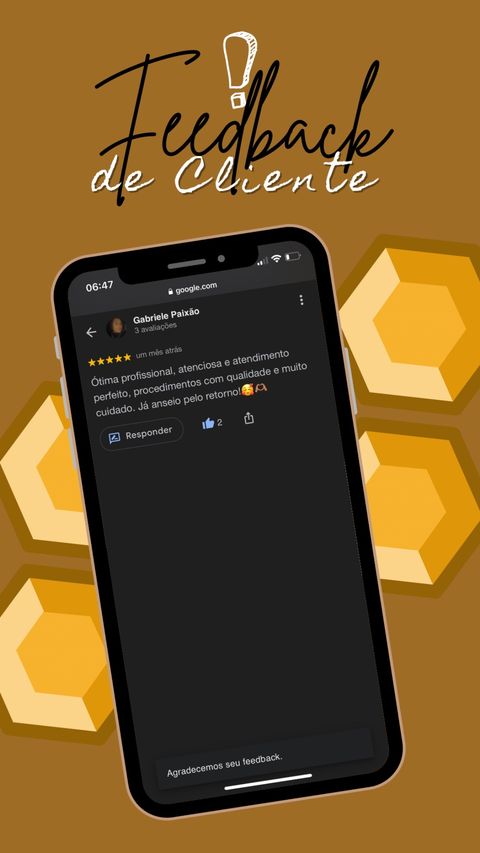 Feedback
de Cliente
06:47
google.com
Gabriele Paixão
3 avaliações
★★★★★ um mês atrás
Ótima profissional, atenciosa e atendimento
perfeito, procedimentos com qualidade e muito
cuidado. Já anseio pelo retorno!🥰🫶🏽
Responder
2
Agradecemos seu feedback.